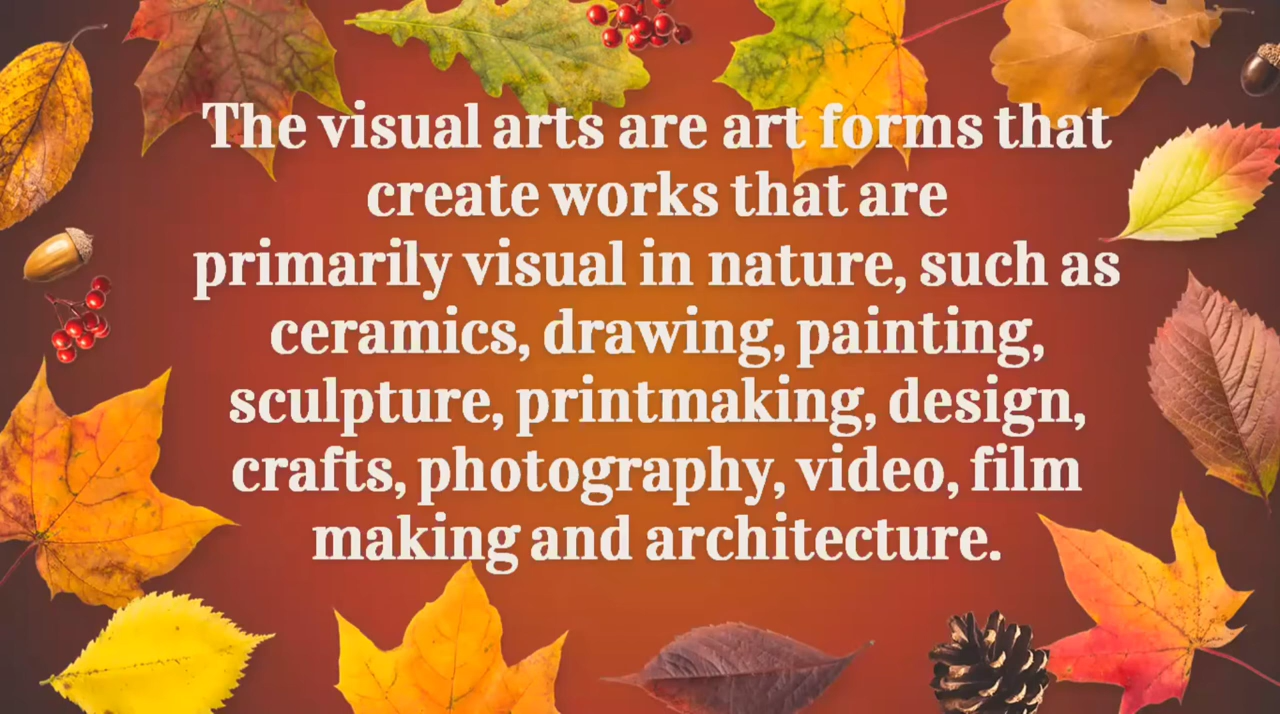 The visual arts are art forms that
create works that are
primarily visual in nature, such as
ceramics, drawing, painting,
sculpture, printmaking, design,
crafts, photography, video, film
making and architecture.